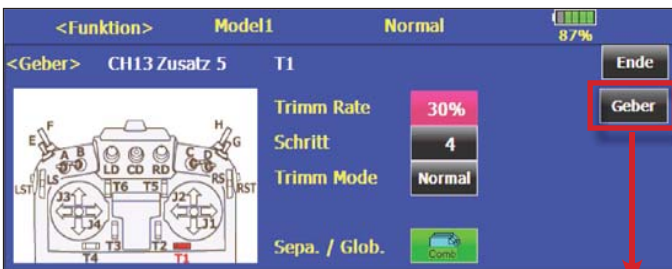 <Funktion> Model1 Normal 87%
<Geber> CH13 Zusatz 5 T1 Ende
Trimm Rate 30% Geber
Schritt 4
Trimm Mode Normal
Sepa. / Glob. Comb
F H
E G
A B C D
LD CD RD
LST LS T6 T5 RS RST
J3 J2
J4 J1
T3 T2
T4 T1